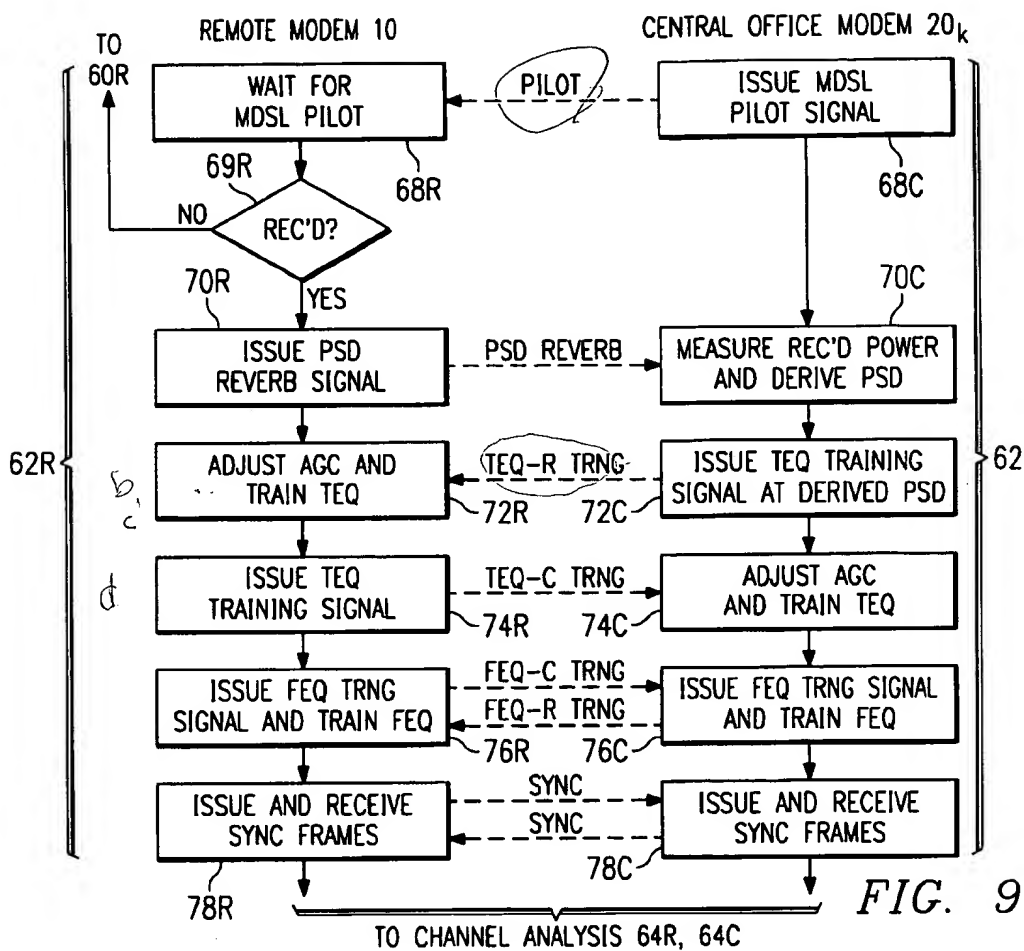 REMOTE MODEM 10
CENTRAL OFFICE MODEM 20k
TO
60R
WAIT FOR
MDSL PILOT
PILOT
ISSUE MDSL
PILOT SIGNAL
69R
68R
68C
NO
REC'D?
70R
YES
70C
ISSUE PSD
REVERB SIGNAL
PSD REVERB
MEASURE REC'D POWER
AND DERIVE PSD
62R
62
ADJUST AGC AND
TRAIN TEQ
TEQ-R TRNG
ISSUE TEQ TRAINING
SIGNAL AT DERIVED PSD
b,
c
72R
72C
d
ISSUE TEQ
TRAINING SIGNAL
TEQ-C TRNG
ADJUST AGC
AND TRAIN TEQ
74R
74C
ISSUE FEQ TRNG
SIGNAL AND TRAIN FEQ
FEQ-C TRNG
FEQ-R TRNG
ISSUE FEQ TRNG SIGNAL
AND TRAIN FEQ
76R
76C
ISSUE AND RECEIVE
SYNC FRAMES
SYNC
SYNC
ISSUE AND RECEIVE
SYNC FRAMES
78R
78C
FIG. 9
TO CHANNEL ANALYSIS 64R, 64C